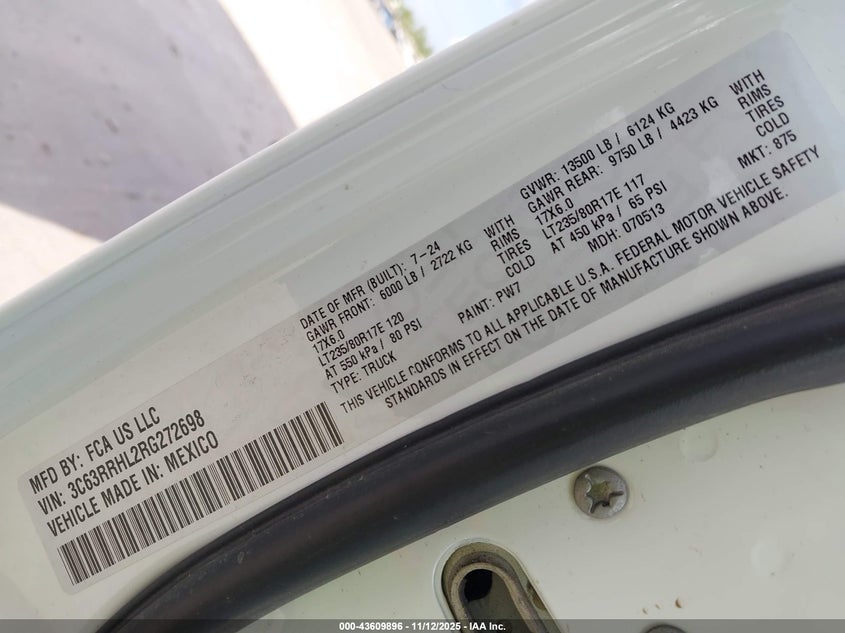 MFD BY: FCA US LLC
VIN: 3C63RRHL2RG272698
VEHICLE MADE IN: MEXICO
DATE OF MFR (BUILT): 7-24 GVWR: 13500 LB / 6124 KG
GAWR FRONT: 6000 LB / 2722 KG WITH GAWR REAR: 9750 LB / 4423 KG WITH
17X6.0 RIMS 17X6.0 RIMS
LT235/80R17E 120 TIRES LT235/80R17E 117 TIRES
AT 550 kPa / 80 PSI COLD AT 450 kPa / 65 PSI COLD
TYPE: TRUCK PAINT: PW7 MDH: 070513 MKT: 875
THIS VEHICLE CONFORMS TO ALL APPLICABLE U.S.A. FEDERAL MOTOR VEHICLE SAFETY
STANDARDS IN EFFECT ON THE DATE OF MANUFACTURE SHOWN ABOVE.
000-43609896 - 11/12/2025 - IAA Inc.